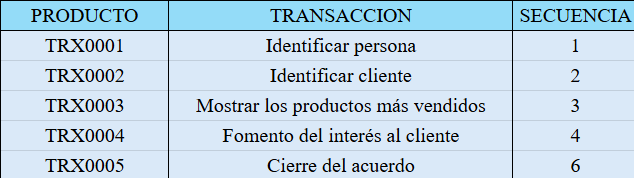 PRODUCTO TRANSACCION SECUENCIA
TRX0001 Identificar persona 1
TRX0002 Identificar cliente 2
TRX0003 Mostrar los productos más vendidos 3
TRX0004 Fomento del interés al cliente 4
TRX0005 Cierre del acuerdo 6